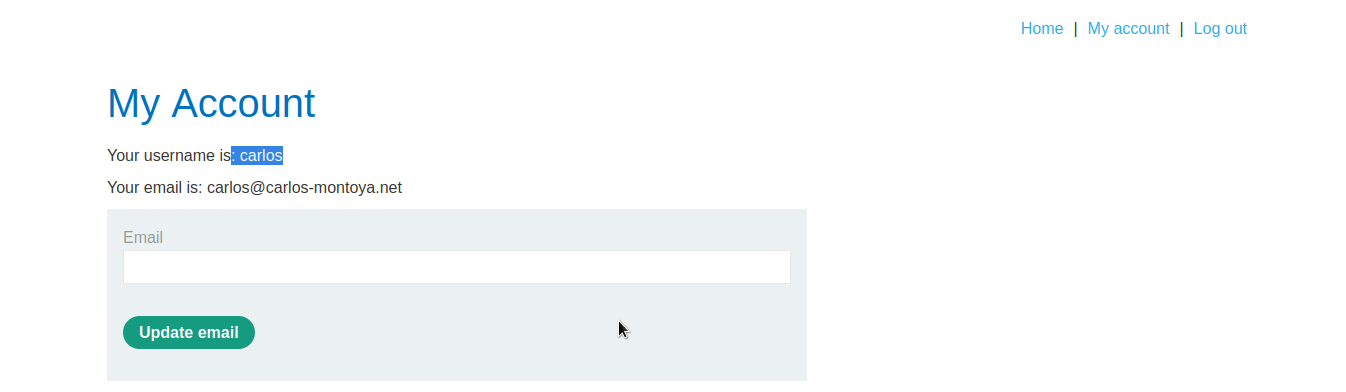 Home | My account | Log out
My Account
Your username is: carlos
Your email is: carlos@carlos-montoya.net
Email
Update email